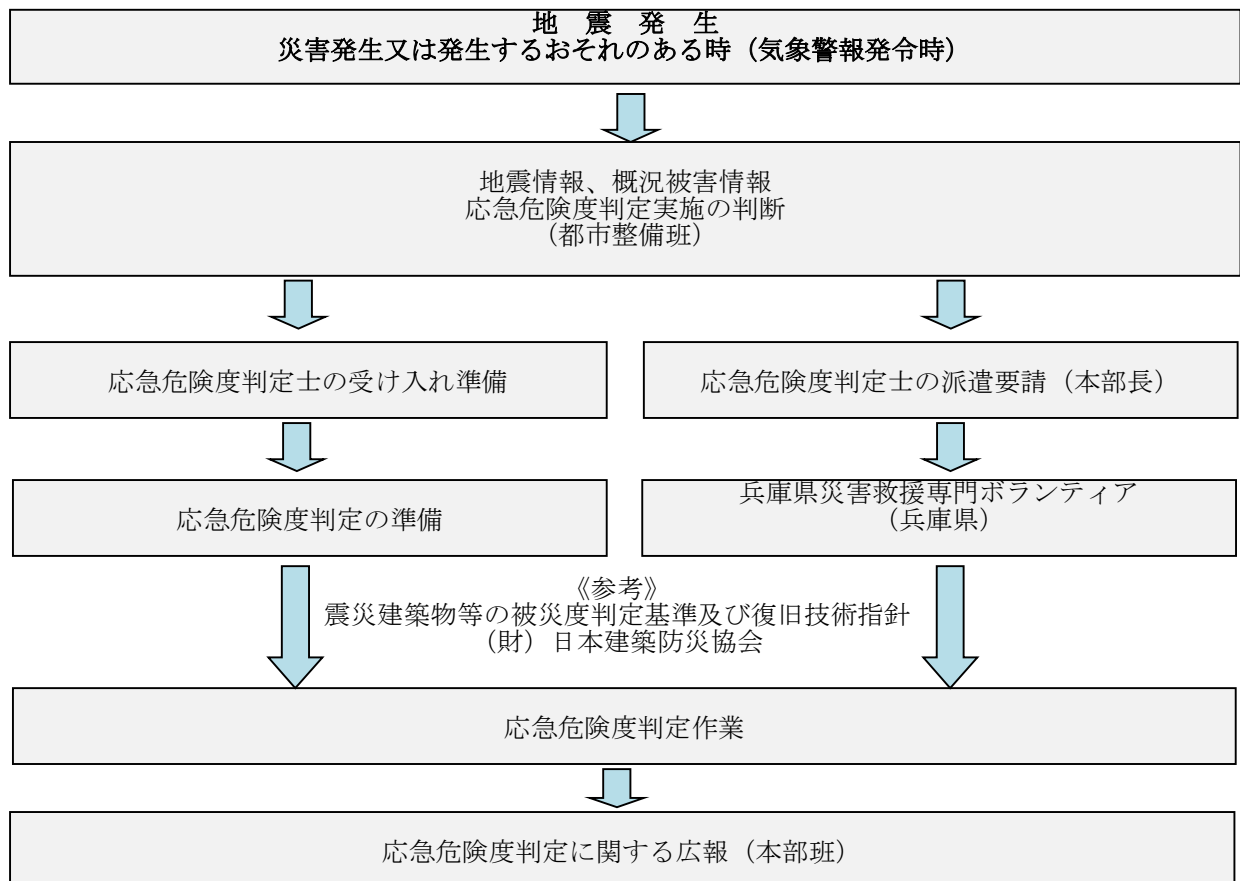 地　震　発　生
災害発生又は発生するおそれのある時（気象警報発令時）
地震情報、概況被害情報
応急危険度判定実施の判断
（都市整備班）
応急危険度判定士の受け入れ準備
応急危険度判定士の派遣要請（本部長）
応急危険度判定の準備
兵庫県災害救援専門ボランティア
（兵庫県）
《参考》
震災建築物等の被災度判定基準及び復旧技術指針
（財）日本建築防災協会
応急危険度判定作業
応急危険度判定に関する広報（本部班）